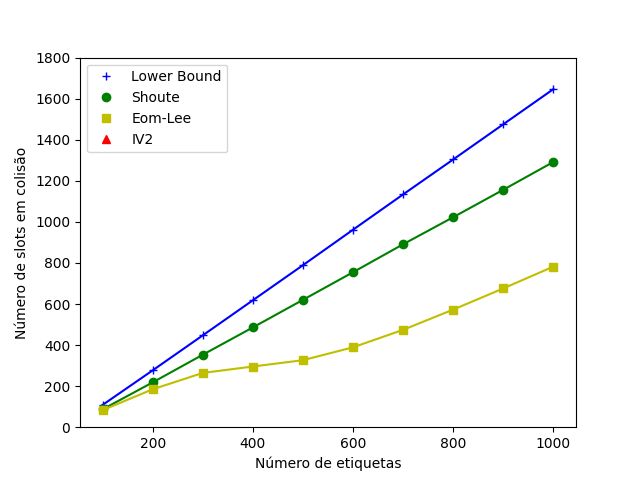 1800
1600
1400
1200
1000
800
600
400
200
0
Número de slots em colisão
Lower Bound
Shoute
Eom-Lee
IV2
200
400
600
800
1000
Número de etiquetas